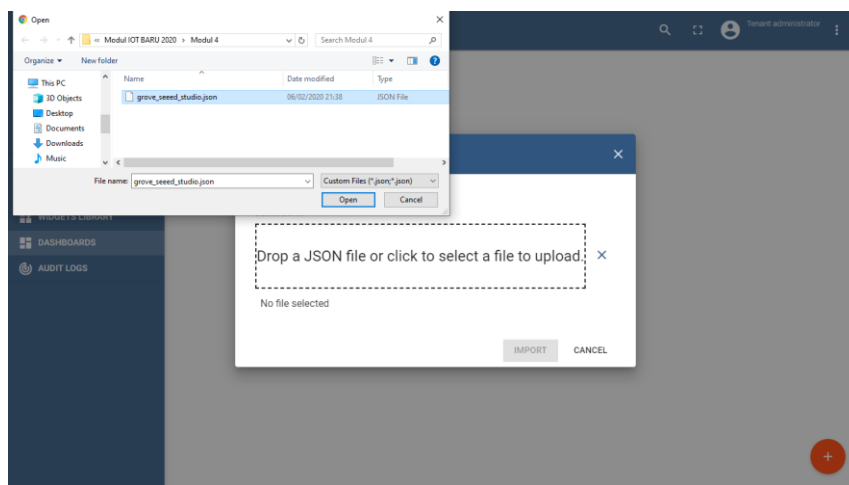 Open
« Modul IOT BARU 2020 › Modul 4
Search Modul 4
Organize
New folder
This PC
3D Objects
Desktop
Documents
Downloads
Music
Name
Date modified
Type
grove_seeed_studio.json
06/02/2020 21:38
JSON File
File name:
grove_seeed_studio.json
Custom Files (*.json;*.json)
Open
Cancel
Tenant administrator
WIDGETS LIBRARY
DASHBOARDS
AUDIT LOGS
Drop a JSON file or click to select a file to upload.
No file selected
IMPORT
CANCEL